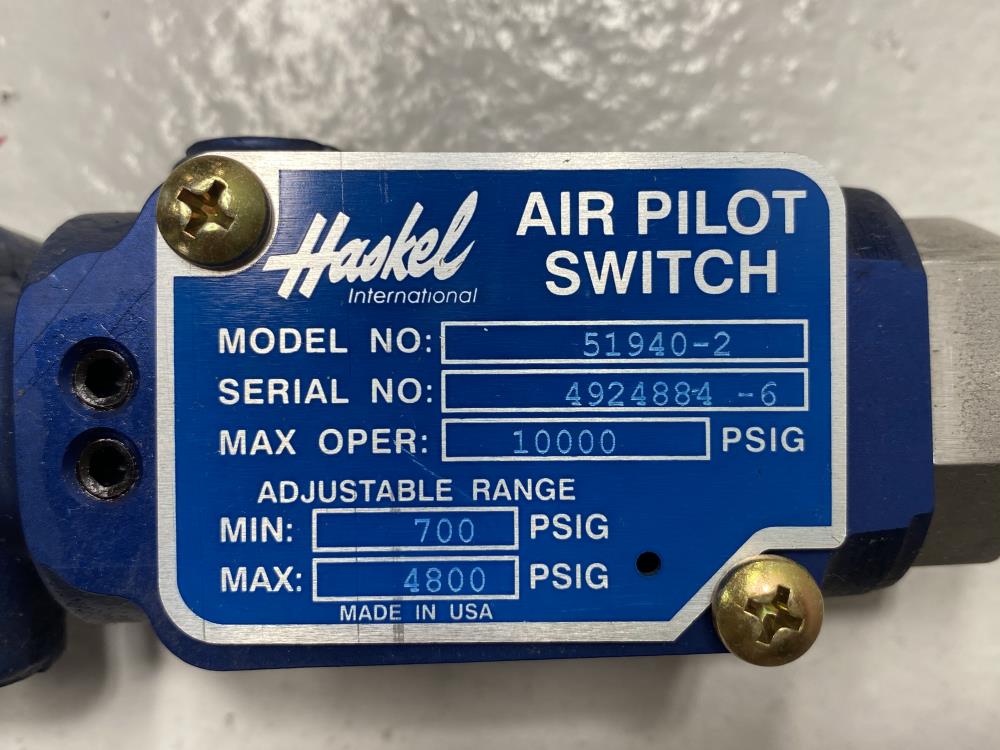 Haskel
International
AIR PILOT
SWITCH
MODEL NO: 51940-2
SERIAL NO: 4924884 -6
MAX OPER: 10000 PSIG
ADJUSTABLE RANGE
MIN: 700 PSIG
MAX: 4800 PSIG
MADE IN USA